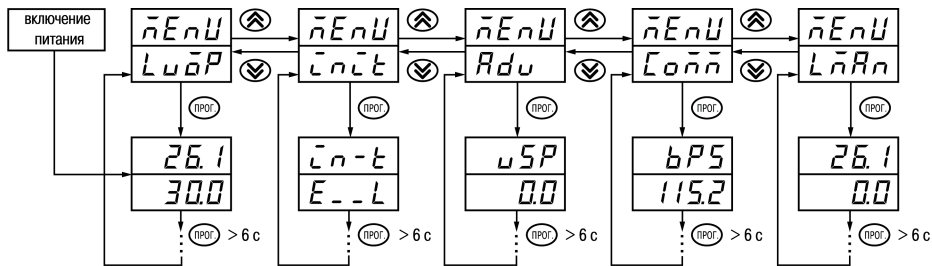 включение
питания
MEnU MEnU MEnU MEnU MEnU
LvoP init Adv Comm LmAn
ПРОГ. ПРОГ. ПРОГ. ПРОГ. ПРОГ.
26.1 in-t vSP bPS 26.1
30.0 E__L 0.0 115.2 0.0
ПРОГ. > 6 с ПРОГ. > 6 с ПРОГ. > 6 с ПРОГ. > 6 с ПРОГ. > 6 с